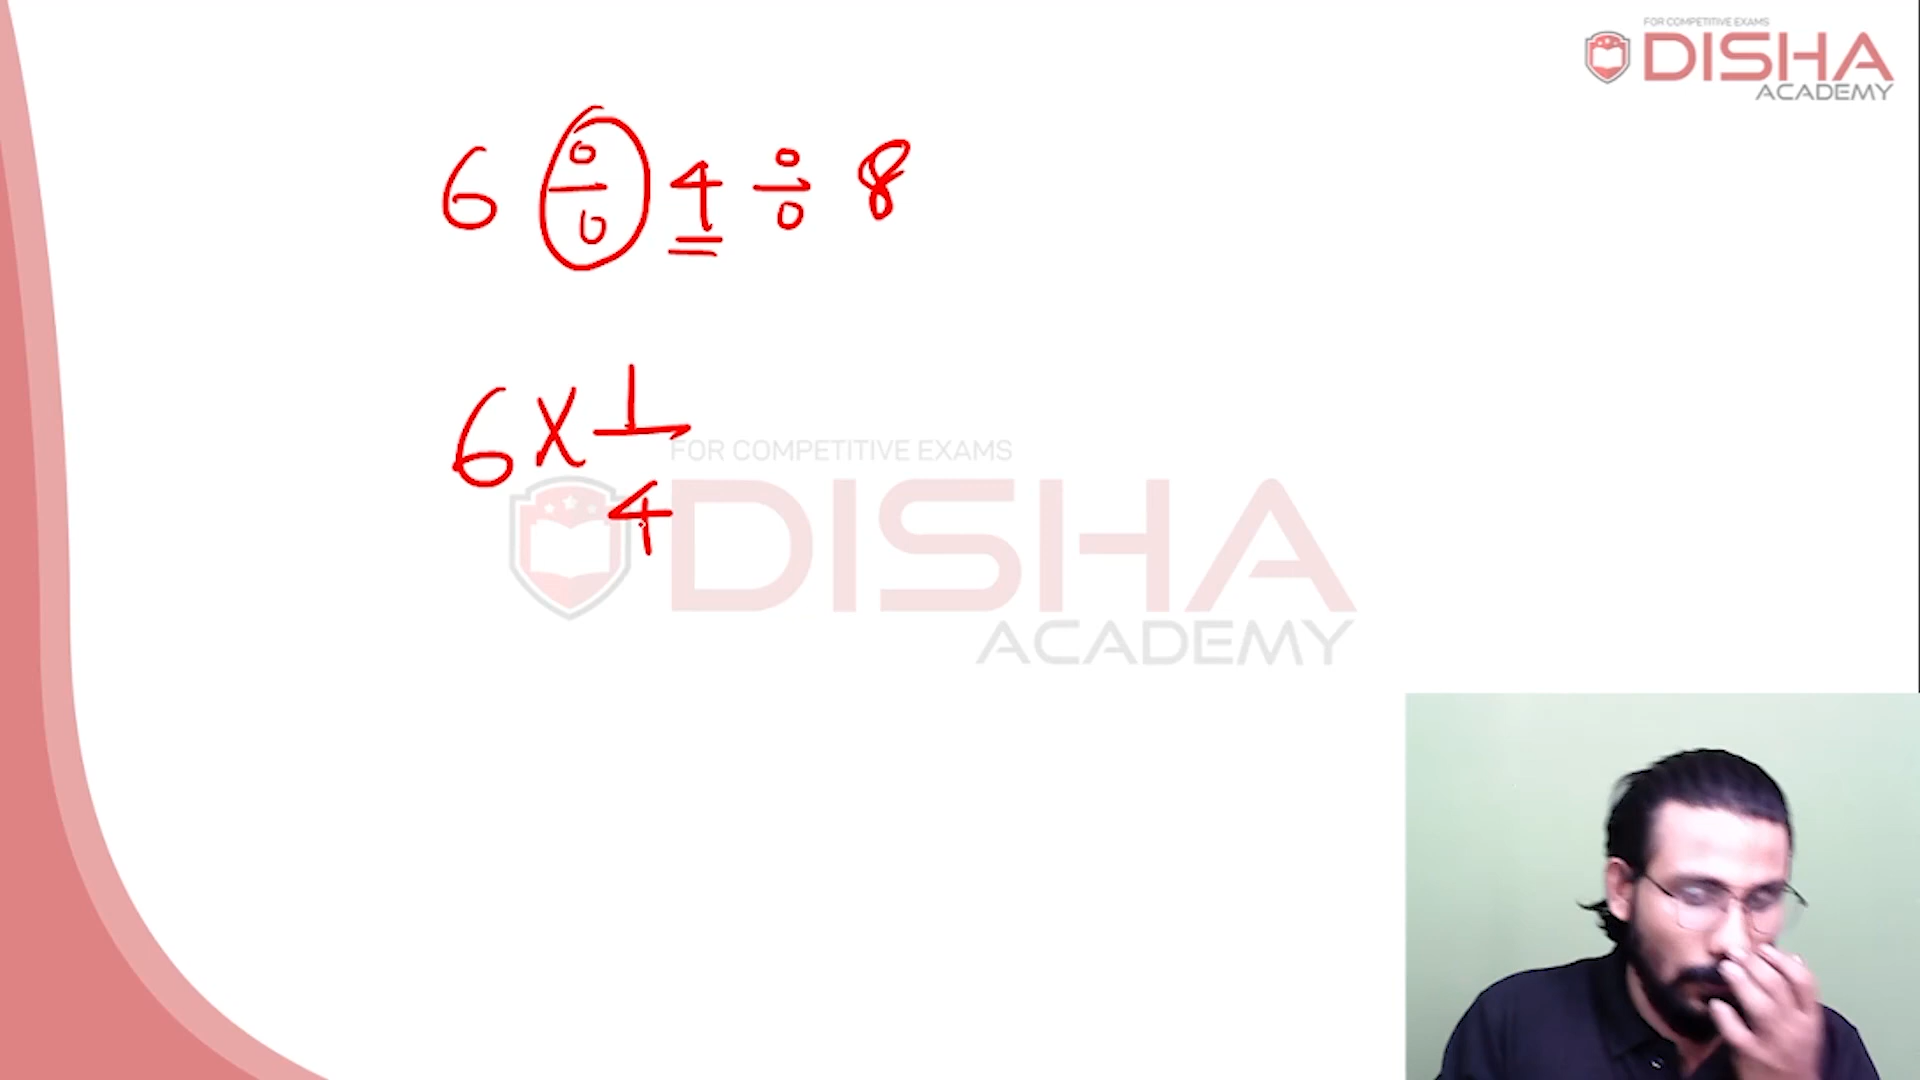 FOR COMPETITIVE EXAMS
DISHA
ACADEMY
6 ÷ 4 ÷ 8
6 × 1/4
FOR COMPETITIVE EXAMS
DISHA
ACADEMY